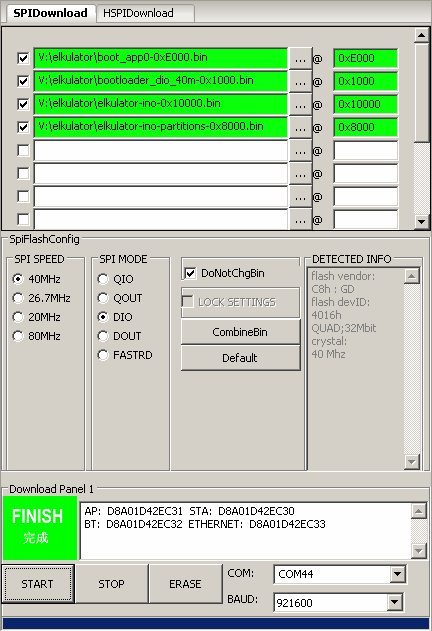 SPIDownload HSPIDownload
V:\elkulator\boot_app0-0xE000.bin ... @ 0xE000
V:\elkulator\bootloader_dio_40m-0x1000.bin ... @ 0x1000
V:\elkulator\elkulator-ino-0x10000.bin ... @ 0x10000
V:\elkulator\elkulator-ino-partitions-0x8000.bin ... @ 0x8000
... @
... @
... @
... @
SpiFlashConfig
SPI SPEED
40MHz
26.7MHz
20MHz
80MHz
SPI MODE
QIO
QOUT
DIO
DOUT
FASTRD
DoNotChgBin
LOCK SETTINGS
CombineBin
Default
DETECTED INFO
flash vendor:
C8h : GD
flash devID:
4016h
QUAD;32Mbit
crystal:
40 Mhz
Download Panel 1
FINISH
完成
AP: D8A01D42EC31 STA: D8A01D42EC30
BT: D8A01D42EC32 ETHERNET: D8A01D42EC33
START STOP ERASE
COM: COM44
BAUD: 921600